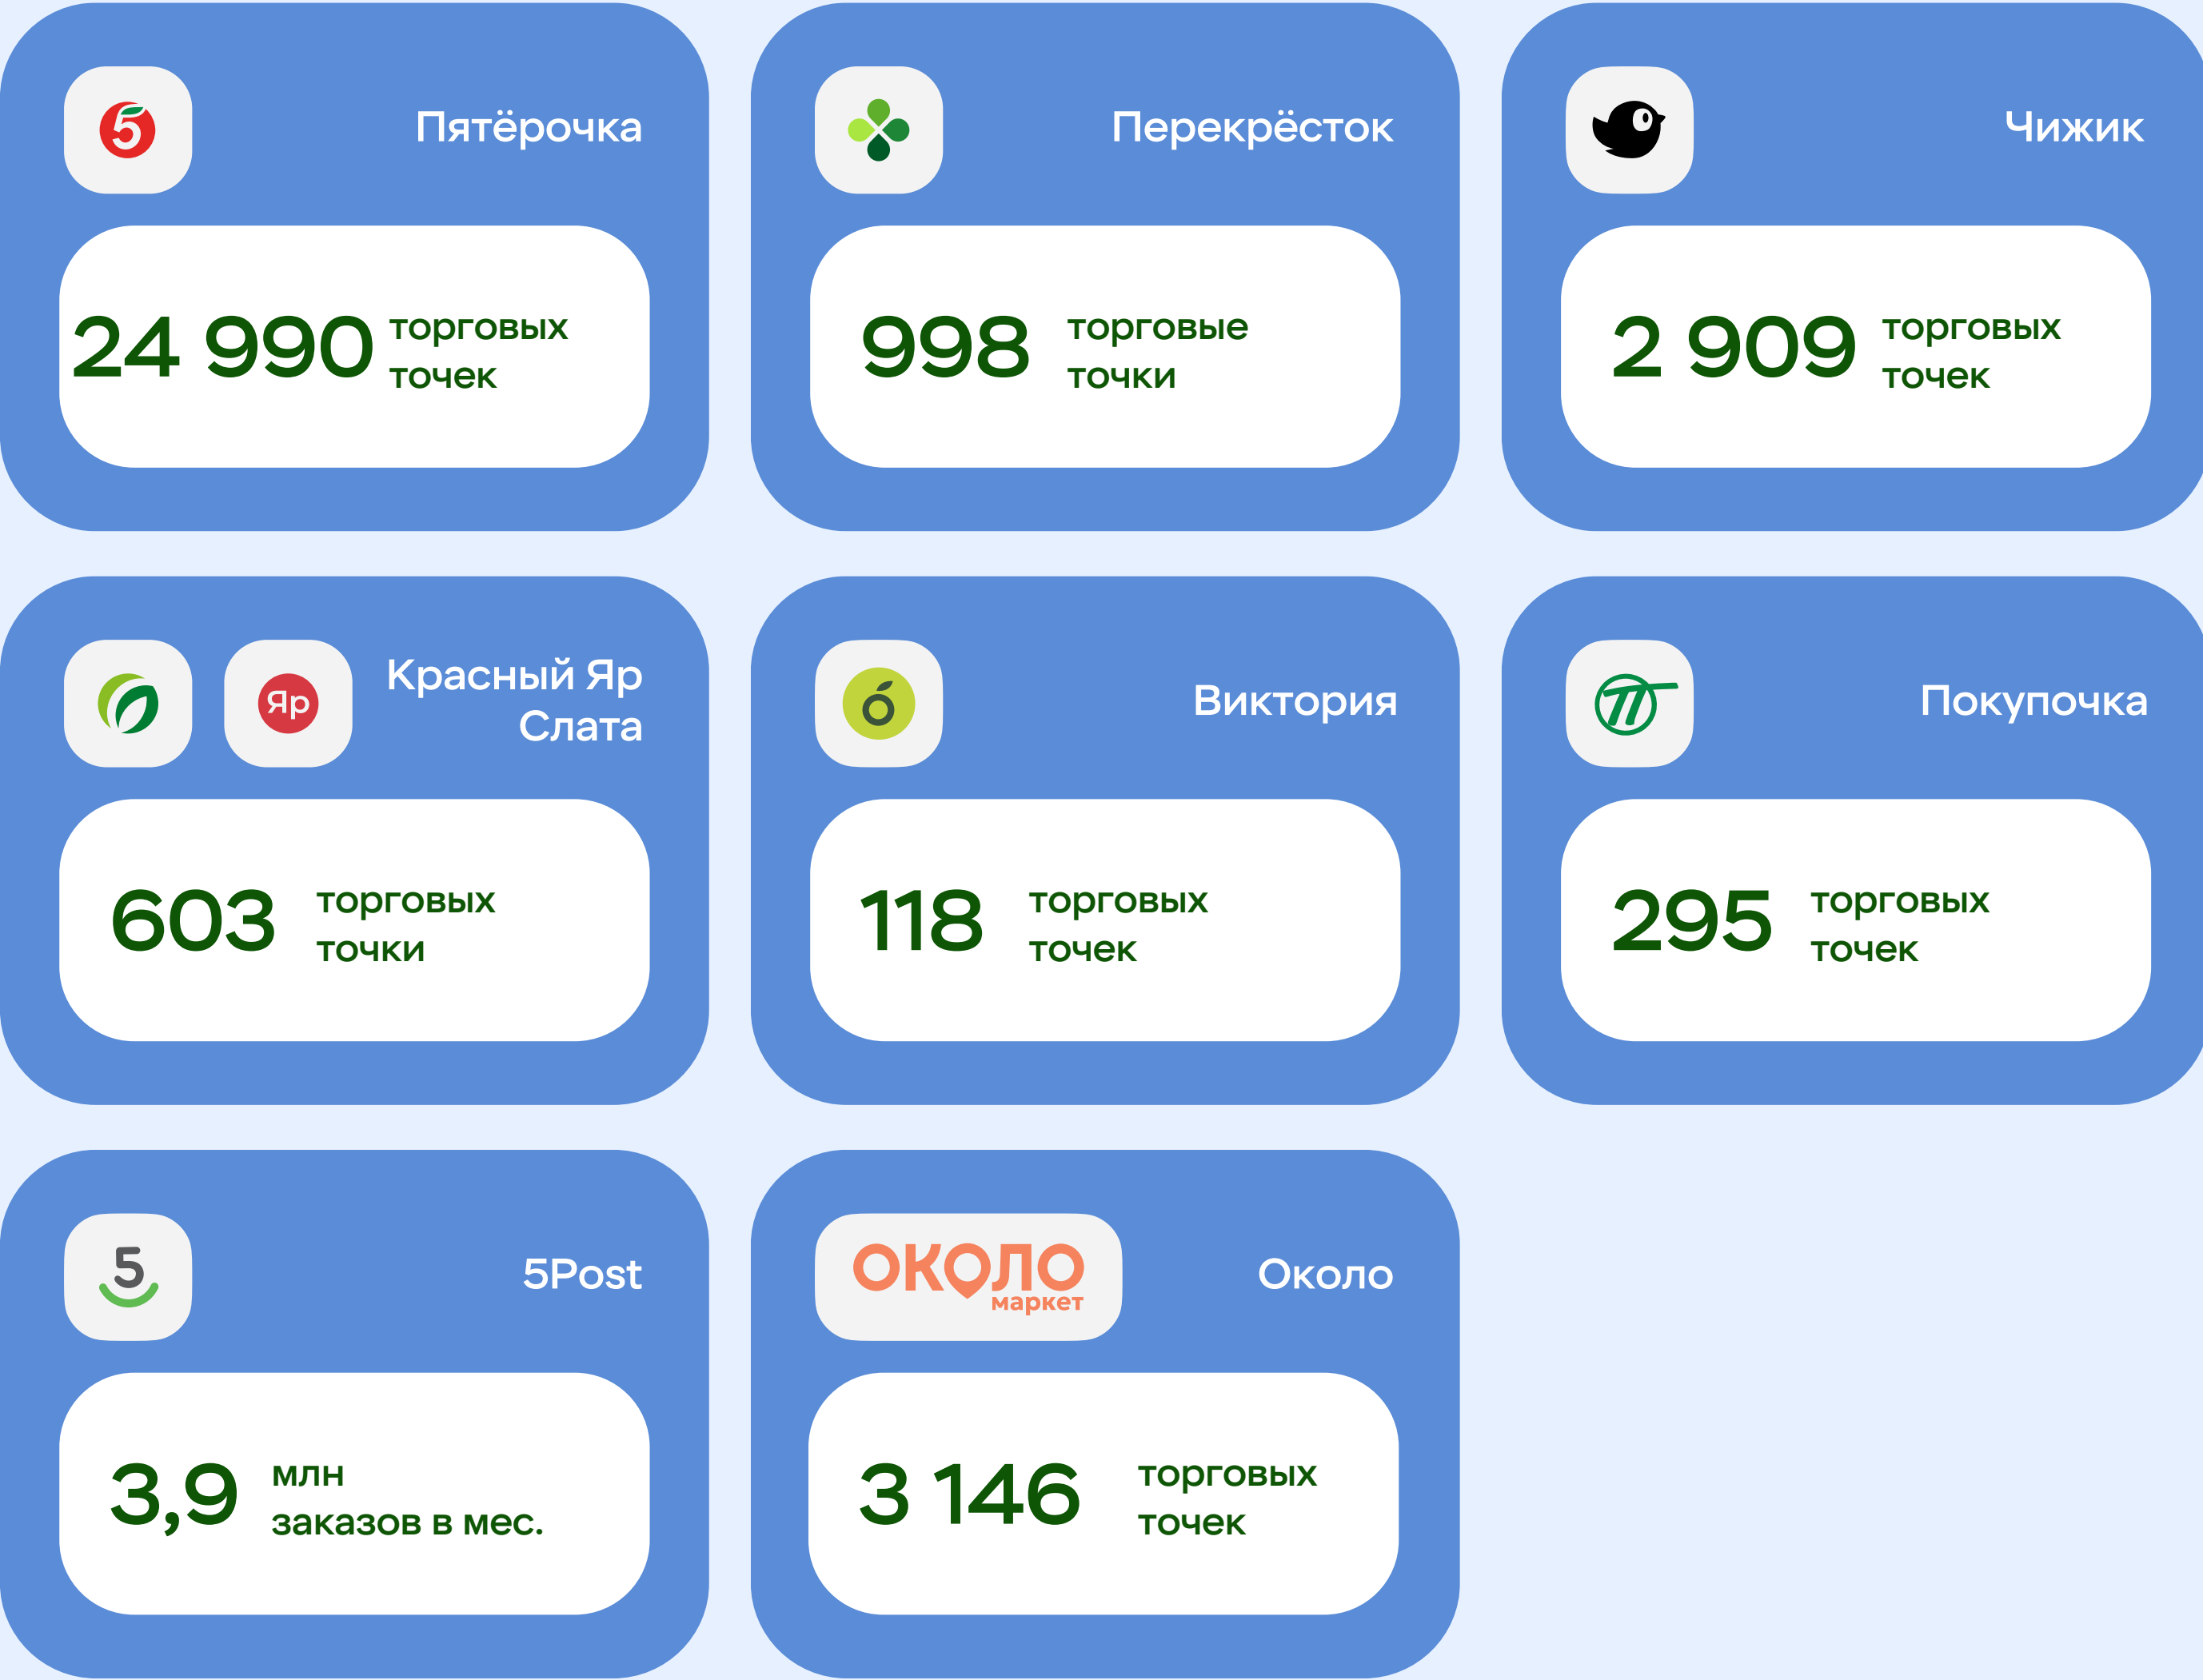 5
Пятёрочка
24 990
торговых
точек
Перекрёсток
998
торговые
точки
Чижик
2 909
торговых
точек
Яр
Красный Яр
Слата
603
торговых
точки
Виктория
118
торговых
точек
Покупочка
295
торговых
точек
5
5Post
3,9
млн
заказов в мес.
ОКОЛО
маркет
Около
3 146
торговых
точек